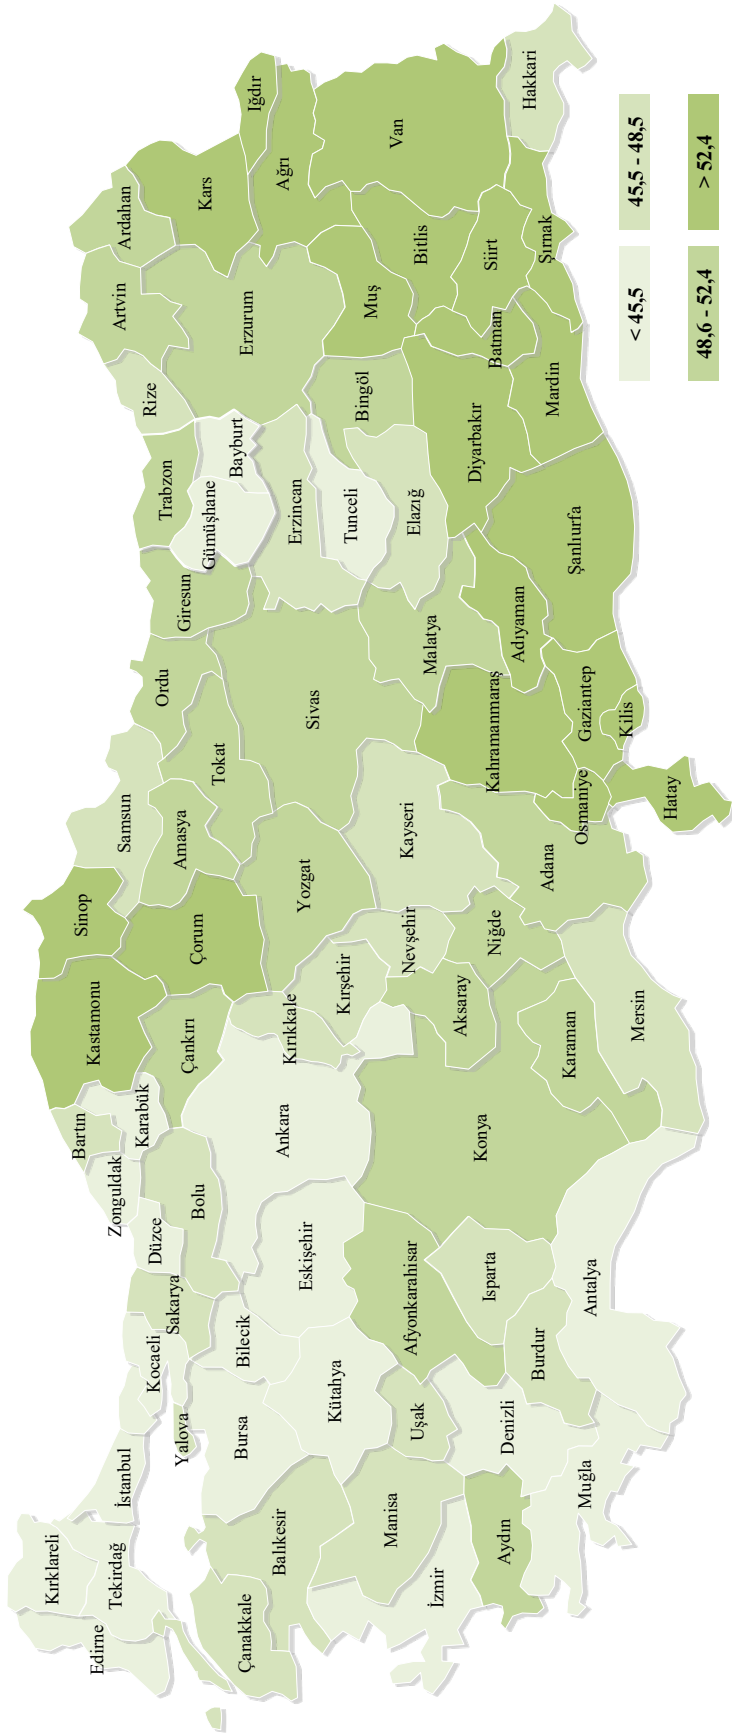 Kırklareli
Edirne
Tekirdağ
İstanbul
Kocaeli
Yalova
Sakarya
Düzce
Zonguldak
Bartın
Karabük
Kastamonu
Sinop
Samsun
Ordu
Giresun
Trabzon
Rize
Artvin
Ardahan
Çanakkale
Balıkesir
Bursa
Bilecik
Bolu
Çankırı
Çorum
Amasya
Tokat
Gümüşhane
Bayburt
Erzurum
Kars
Iğdır
Ağrı
Eskişehir
Kütahya
Ankara
Kırıkkale
Kırşehir
Yozgat
Sivas
Erzincan
Tunceli
Bingöl
Muş
Bitlis
Van
Hakkari
Manisa
İzmir
Uşak
Afyonkarahisar
Konya
Aksaray
Nevşehir
Kayseri
Niğde
Malatya
Elazığ
Diyarbakır
Batman
Siirt
Şırnak
Mardin
Aydın
Denizli
Muğla
Burdur
Isparta
Antalya
Karaman
Mersin
Adana
Osmaniye
Kahramanmaraş
Adıyaman
Gaziantep
Kilis
Hatay
Şanlıurfa
< 45,5
45,5 - 48,5
48,6 - 52,4
> 52,4